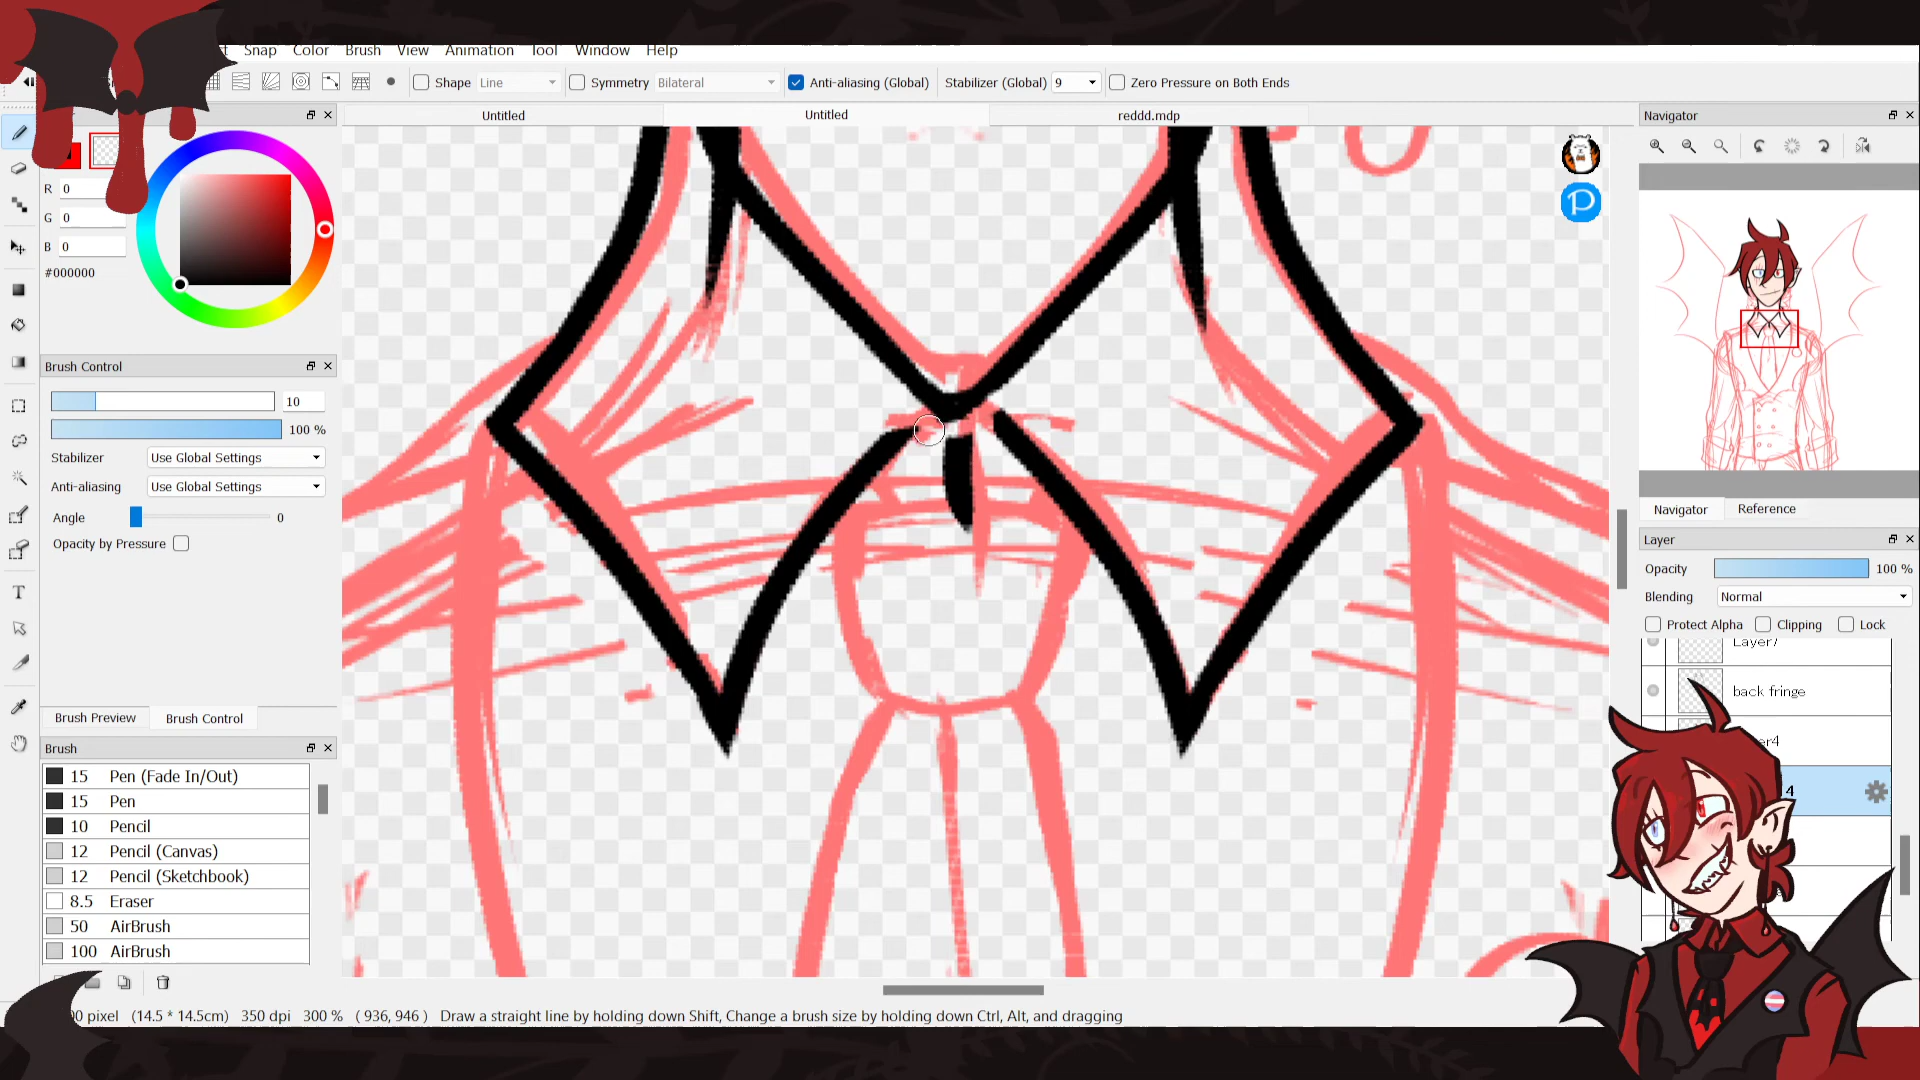 Snap Color Brush View Animation Tool Window Help
Shape Line Symmetry Bilateral Anti-aliasing (Global) Stabilizer (Global) 9 Zero Pressure on Both Ends
Untitled Untitled reddd.mdp
R 0
G 0
B 0
#000000
Brush Control
10
100 %
Stabilizer Use Global Settings
Anti-aliasing Use Global Settings
Angle 0
Opacity by Pressure
Brush Preview Brush Control
Brush
15 Pen (Fade In/Out)
15 Pen
10 Pencil
12 Pencil (Canvas)
12 Pencil (Sketchbook)
8.5 Eraser
50 AirBrush
100 AirBrush
pixel (14.5 * 14.5cm) 350 dpi 300 % ( 936, 946 ) Draw a straight line by holding down Shift, Change a brush size by holding down Ctrl, Alt, and dragging
Navigator
Navigator Reference
Layer
Opacity 100 %
Blending Normal
Protect Alpha Clipping Lock
Layer7
back fringe
er4
4
T
P